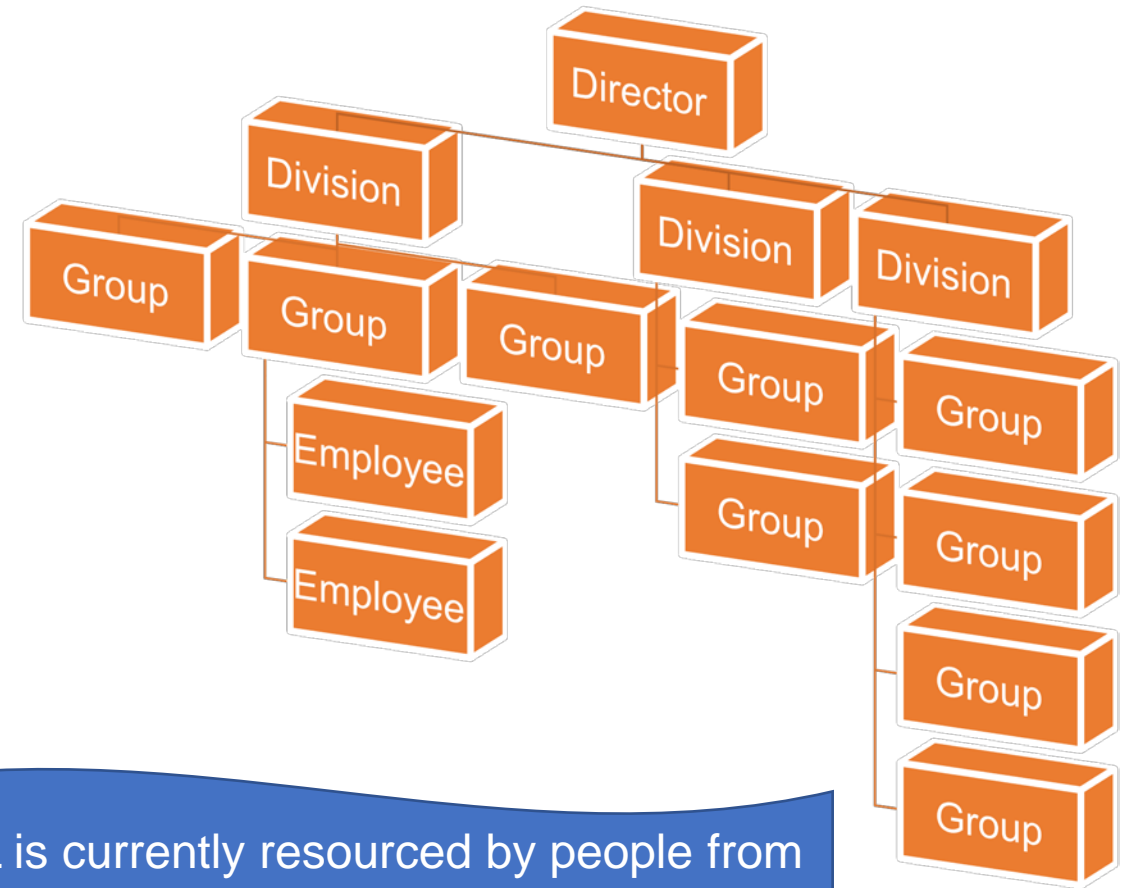 Director
Division
Division
Division
Group
Group
Group
Group
Group
Employee
Group
Group
Employee
Group
Group
is currently resourced by people from